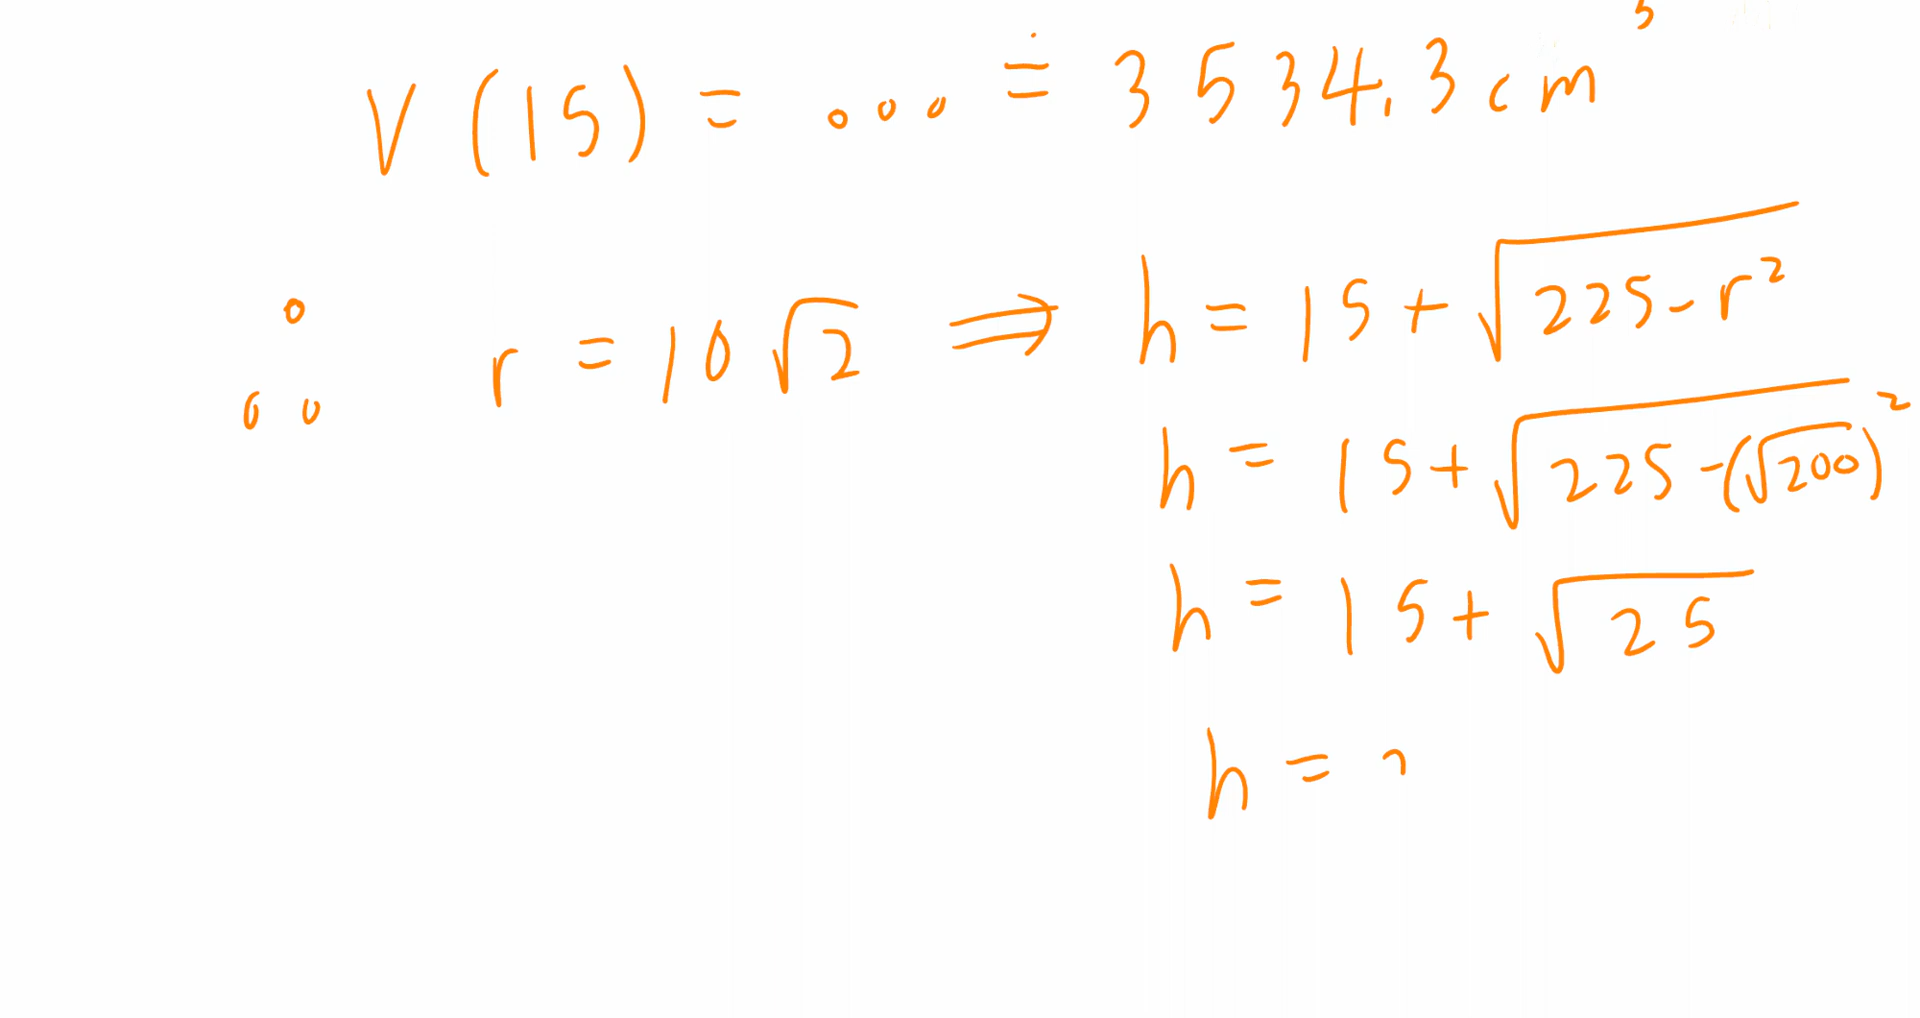 V(15) = ... ≐ 3534.3 cm³
∴ r = 10√2 ⟹ h = 15 + √(225 - r²)
h = 15 + √(225 - (√200)²)
h = 15 + √25
h =